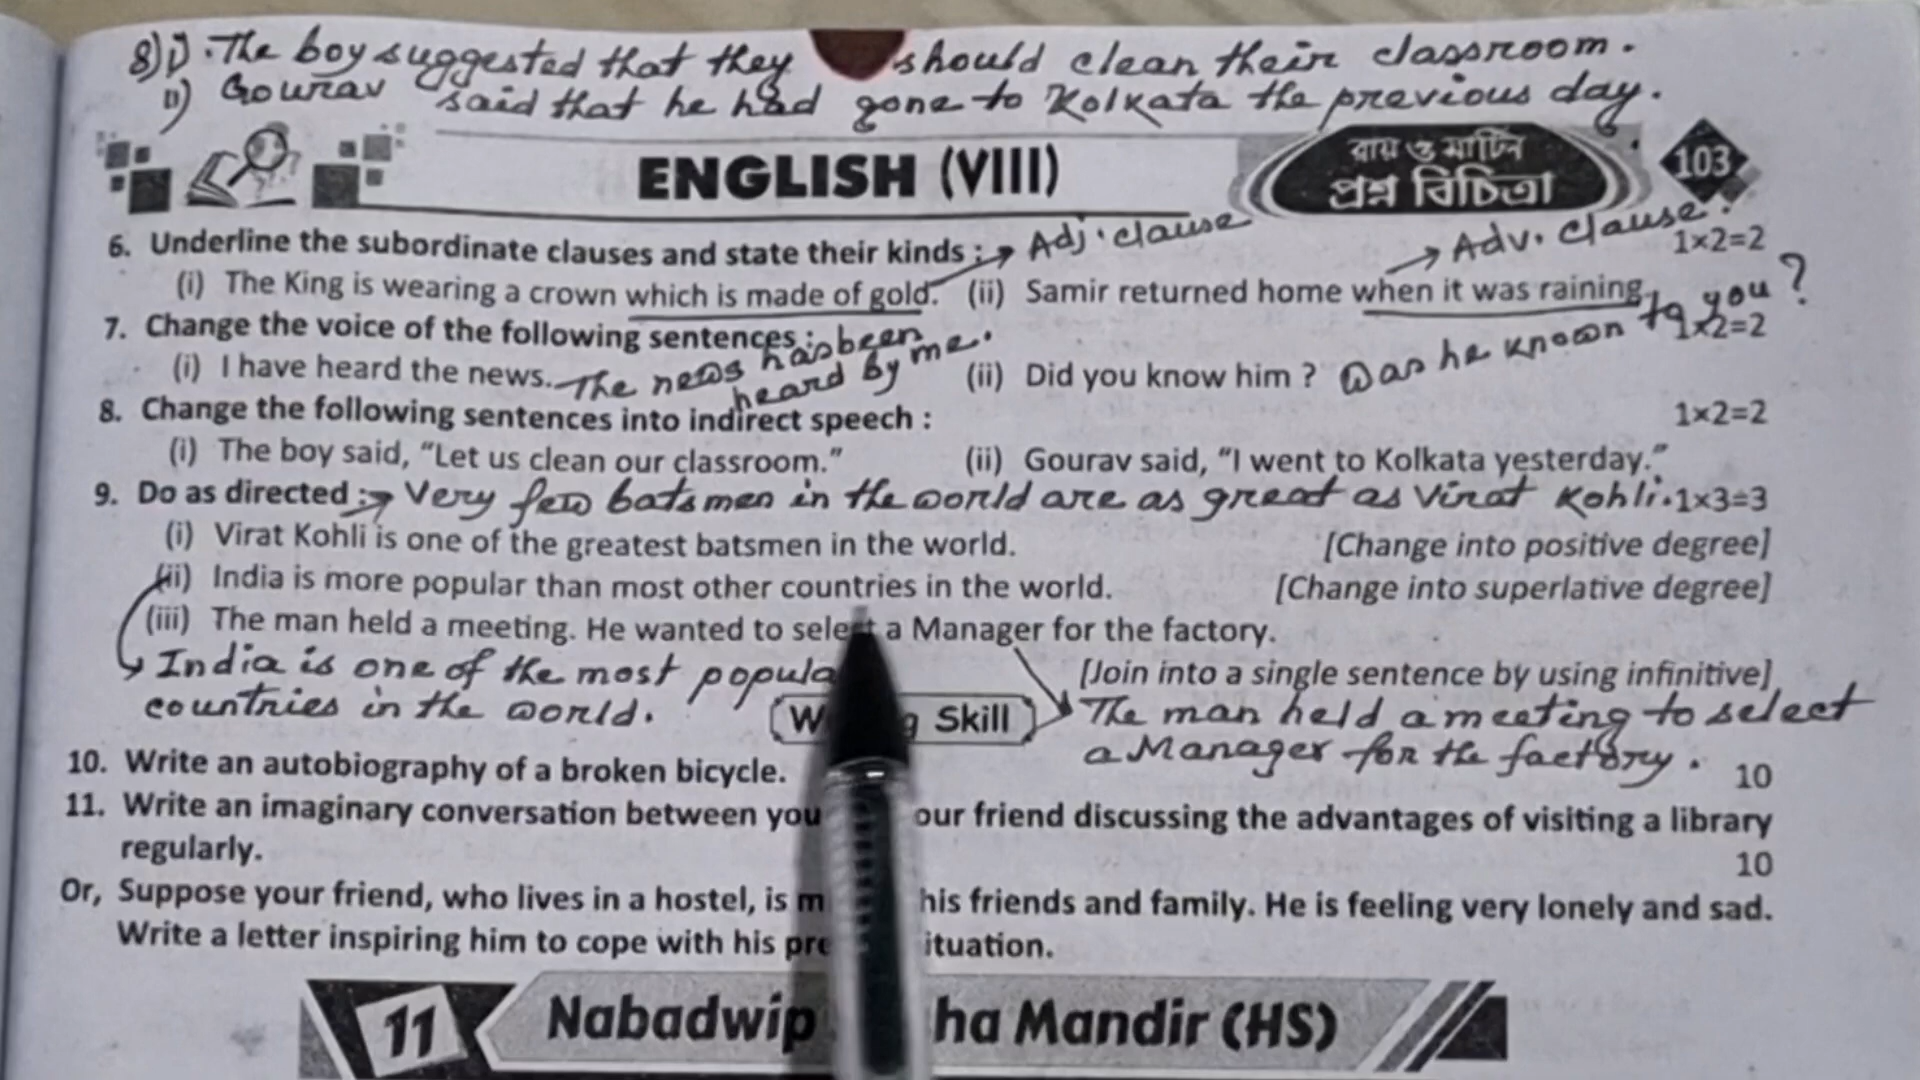 8) i) The boy suggested that they should clean their classroom.
ii) Gourav said that he had gone to Kolkata the previous day.
ENGLISH (VIII)
রায় ও মার্টিন
প্রশ্ন বিচিত্রা
103
6. Underline the subordinate clauses and state their kinds : → Adj. clause → Adv. clause. 1×2=2
(i) The King is wearing a crown which is made of gold. (ii) Samir returned home when it was raining.
7. Change the voice of the following sentences : 1×2=2
(i) I have heard the news. The news has been heard by me. (ii) Did you know him ? Was he known to you ?
8. Change the following sentences into indirect speech : 1×2=2
(i) The boy said, “Let us clean our classroom.” (ii) Gourav said, “I went to Kolkata yesterday.”
9. Do as directed : → Very few batsmen in the world are as great as Virat Kohli. 1×3=3
(i) Virat Kohli is one of the greatest batsmen in the world. [Change into positive degree]
(ii) India is more popular than most other countries in the world. [Change into superlative degree]
(iii) The man held a meeting. He wanted to select a Manager for the factory.
[Join into a single sentence by using infinitive]
India is one of the most popula
countries in the world.
Skill
The man held a meeting to select
a Manager for the factory.
10. Write an autobiography of a broken bicycle. 10
11. Write an imaginary conversation between you our friend discussing the advantages of visiting a library
regularly. 10
Or, Suppose your friend, who lives in a hostel, is m his friends and family. He is feeling very lonely and sad.
Write a letter inspiring him to cope with his pre ituation.
11 Nabadwip ha Mandir (HS)